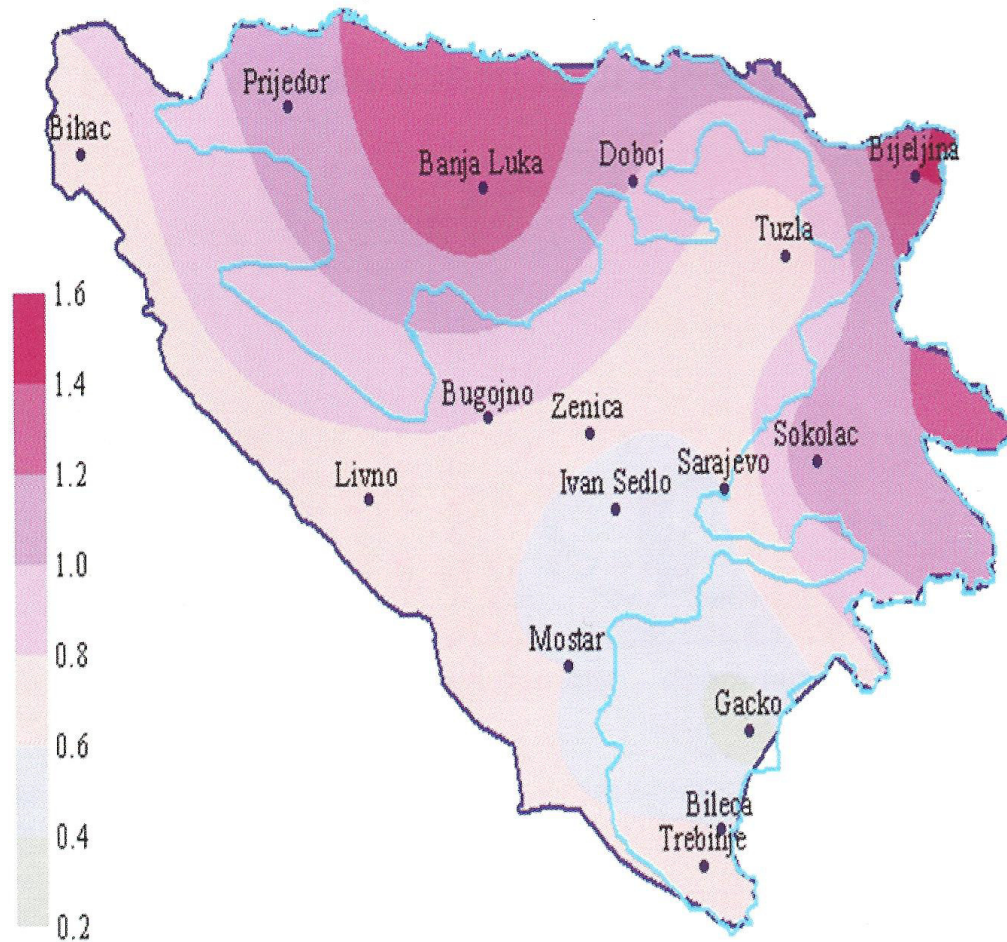 Prijedor
Bihac
Banja Luka
Doboj
Bijeljina
Tuzla
1.6
1.4
1.2
1.0
0.8
0.6
0.4
0.2
Bugojno
Zenica
Sokolac
Livno
Ivan Sedlo
Sarajevo
Mostar
Gacko
Bileca
Trebinje